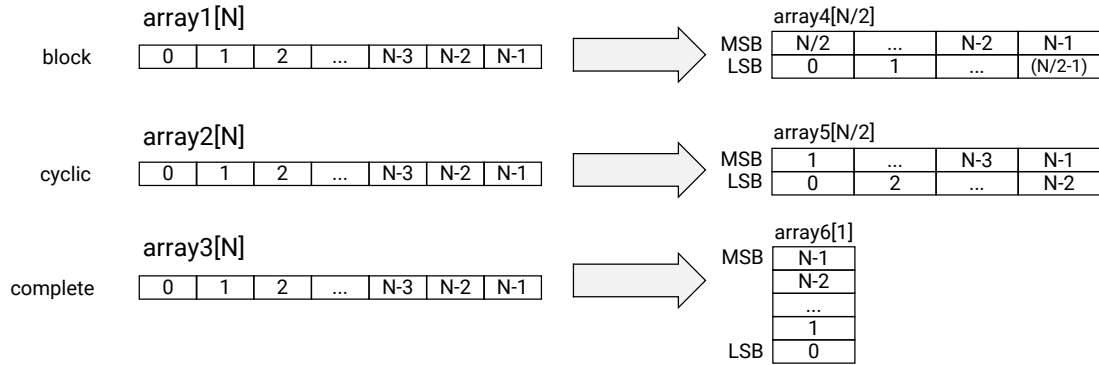 array1[N]
block
0 1 2 ... N-3 N-2 N-1
array4[N/2]
MSB N/2 ... N-2 N-1
LSB 0 1 ... (N/2-1)
array2[N]
cyclic
0 1 2 ... N-3 N-2 N-1
array5[N/2]
MSB 1 ... N-3 N-1
LSB 0 2 ... N-2
array3[N]
complete
0 1 2 ... N-3 N-2 N-1
array6[1]
MSB N-1
N-2
...
1
LSB 0